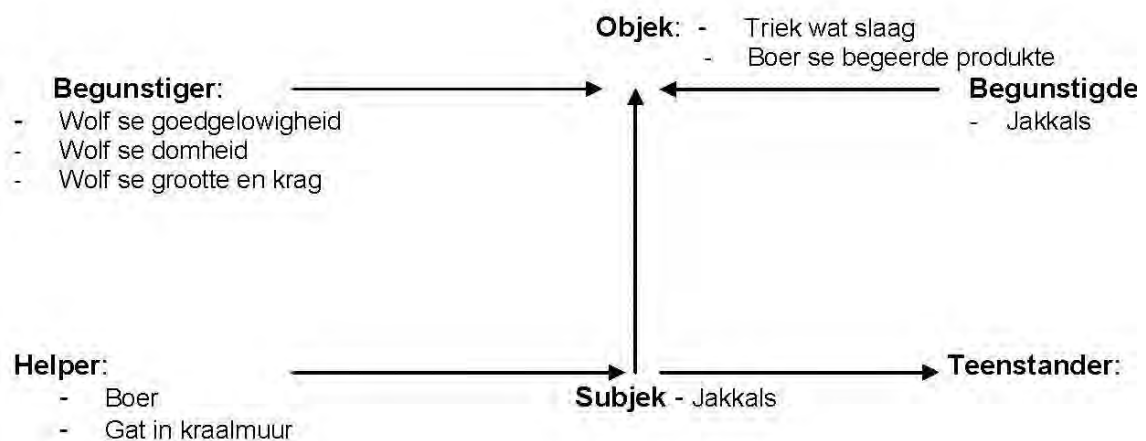 Objek: - Triek wat slaag
- Boer se begeerde produkte
Begunstiger:
- Wolf se goedgelowigheid
- Wolf se domheid
- Wolf se grootte en krag
Begunstigde
- Jakkals
Helper:
- Boer
- Gat in kraalmuur
Subjek - Jakkals
Teenstander: